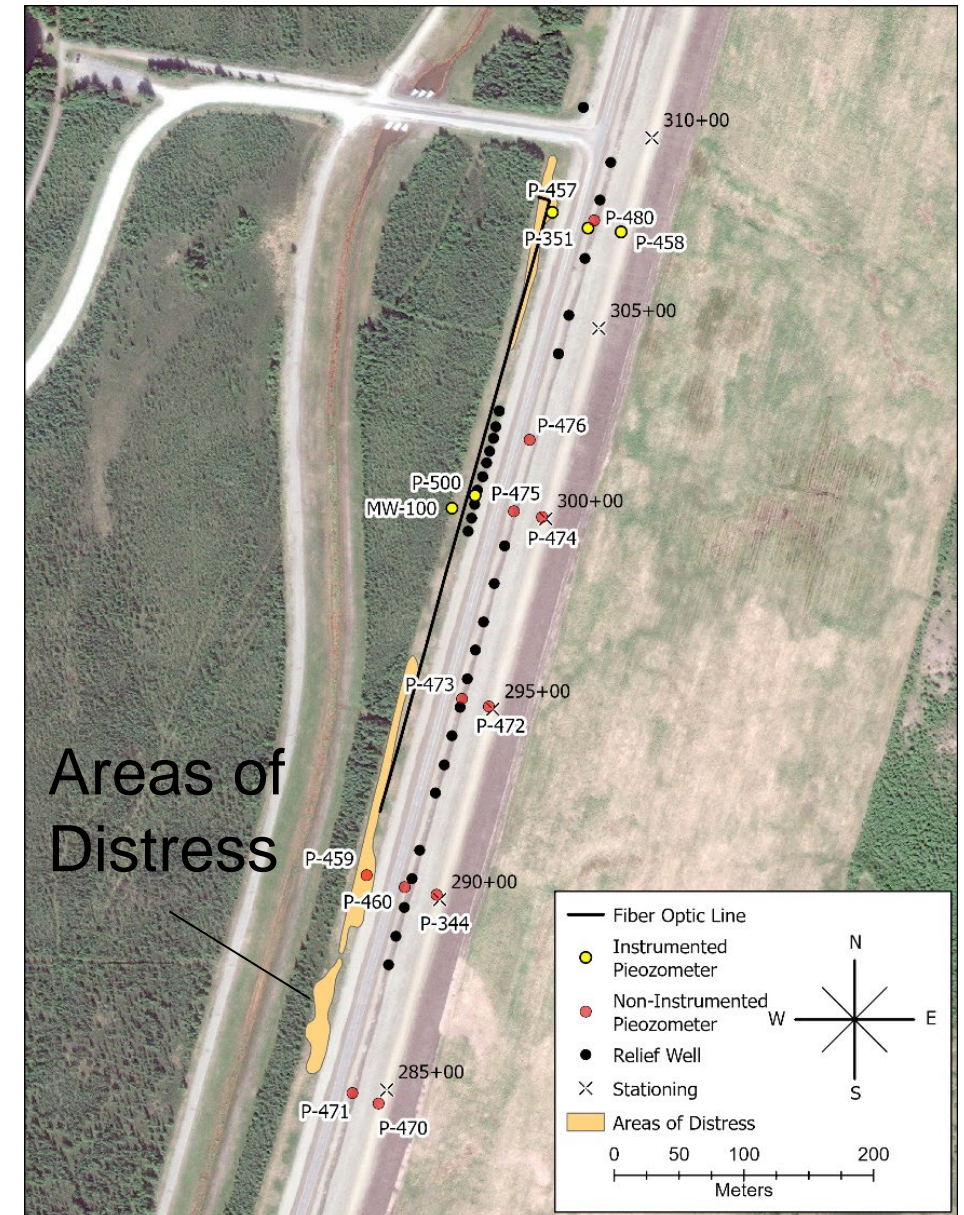 310+00
P-457
P-480
P-351
P-458
305+00
P-476
P-500
P-475
300+00
MW-100
P-474
P-473
295+00
P-472
Areas of
Distress
P-459
290+00
P-460
P-344
285+00
P-471
P-470
Fiber Optic Line
Instrumented
Pieozometer
Non-Instrumented
Pieozometer
Relief Well
Stationing
Areas of Distress
N
W
E
S
0 50 100 200
Meters